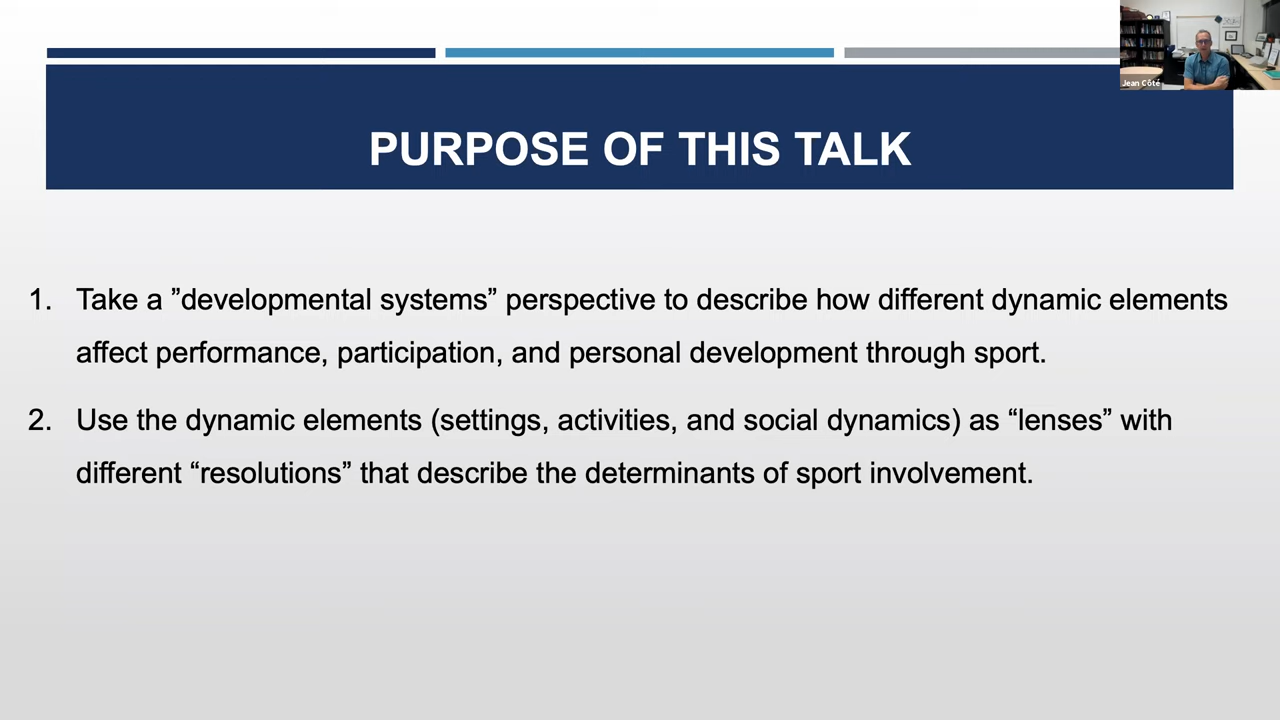 Jean Côté
PURPOSE OF THIS TALK
1. Take a ”developmental systems” perspective to describe how different dynamic elements
affect performance, participation, and personal development through sport.
2. Use the dynamic elements (settings, activities, and social dynamics) as “lenses” with
different “resolutions” that describe the determinants of sport involvement.